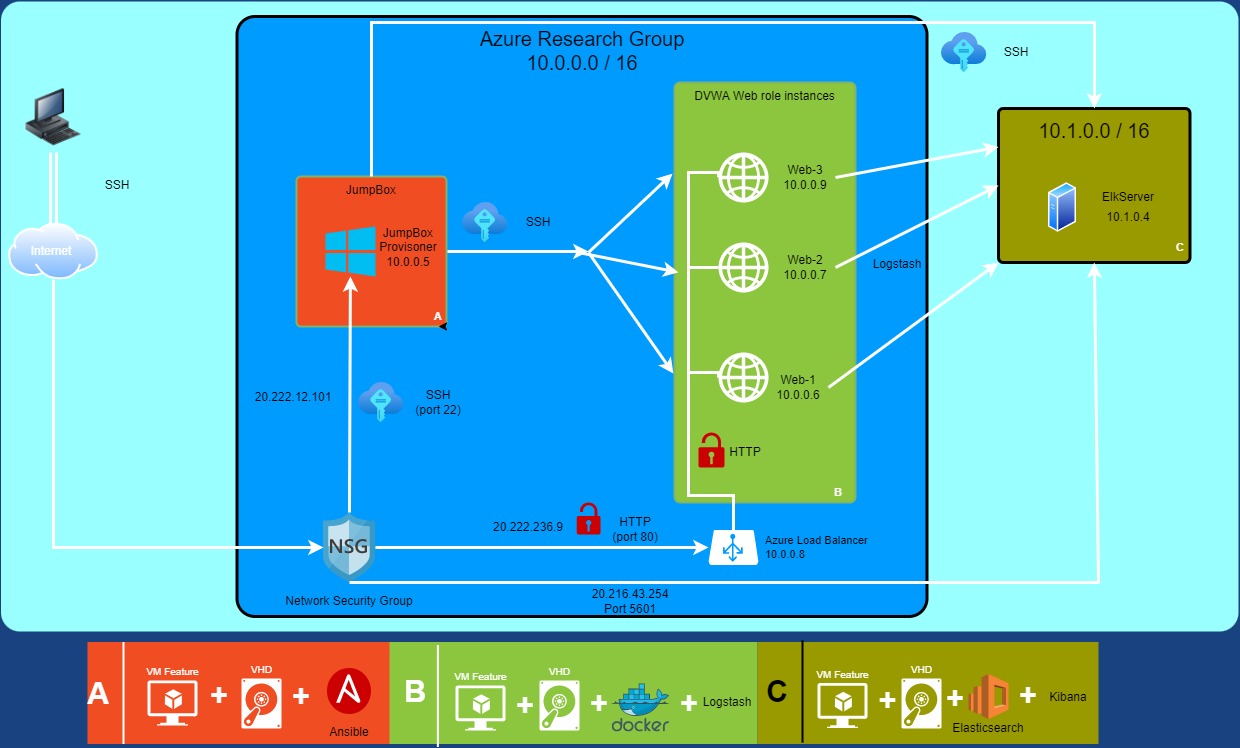 Azure Research Group
10.0.0.0 / 16
SSH
DVWA Web role instances
10.1.0.0 / 16
ElkServer
10.1.0.4
C
SSH
Internet
JumpBox
JumpBox
Provisoner
10.0.0.5
A
SSH
Web-3
10.0.0.9
Web-2
10.0.0.7
Logstash
Web-1
10.0.0.6
HTTP
B
20.222.12.101
SSH
(port 22)
NSG
Network Security Group
20.222.236.9
HTTP
(port 80)
Azure Load Balancer
10.0.0.8
20.216.43.254
Port 5601
A
VM Feature
+
VHD
+
Ansible
B
VM Feature
+
VHD
+
docker
+
Logstash
C
VM Feature
+
VHD
+
Elasticsearch
+
Kibana